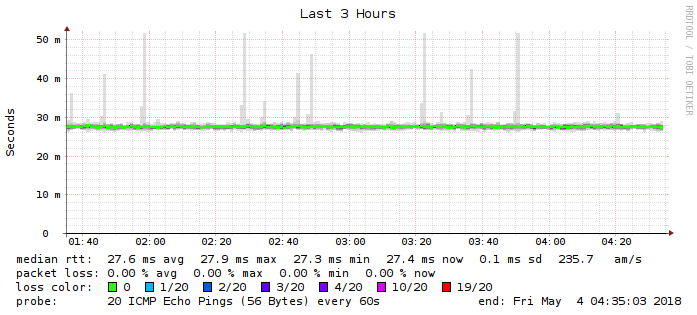 Last 3 Hours
RRDTOOL / TOBI OETIKER
Seconds
50 m
40 m
30 m
20 m
10 m
0
01:40 02:00 02:20 02:40 03:00 03:20 03:40 04:00 04:20
median rtt: 27.6 ms avg 27.9 ms max 27.3 ms min 27.4 ms now 0.1 ms sd 235.7 am/s
packet loss: 0.00 % avg 0.00 % max 0.00 % min 0.00 % now
loss color: 0 1/20 2/20 3/20 4/20 10/20 19/20
probe: 20 ICMP Echo Pings (56 Bytes) every 60s end: Fri May 4 04:35:03 2018